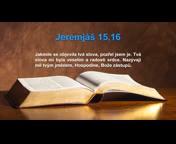 Jeremjáš 15,16
Jakmile se objevila tvá slova, pozřel jsem je. Tvá
slova mi byla veselím a radostí srdce. Nazývají
mě tvým jménem, Hospodine, Bože zástupů.